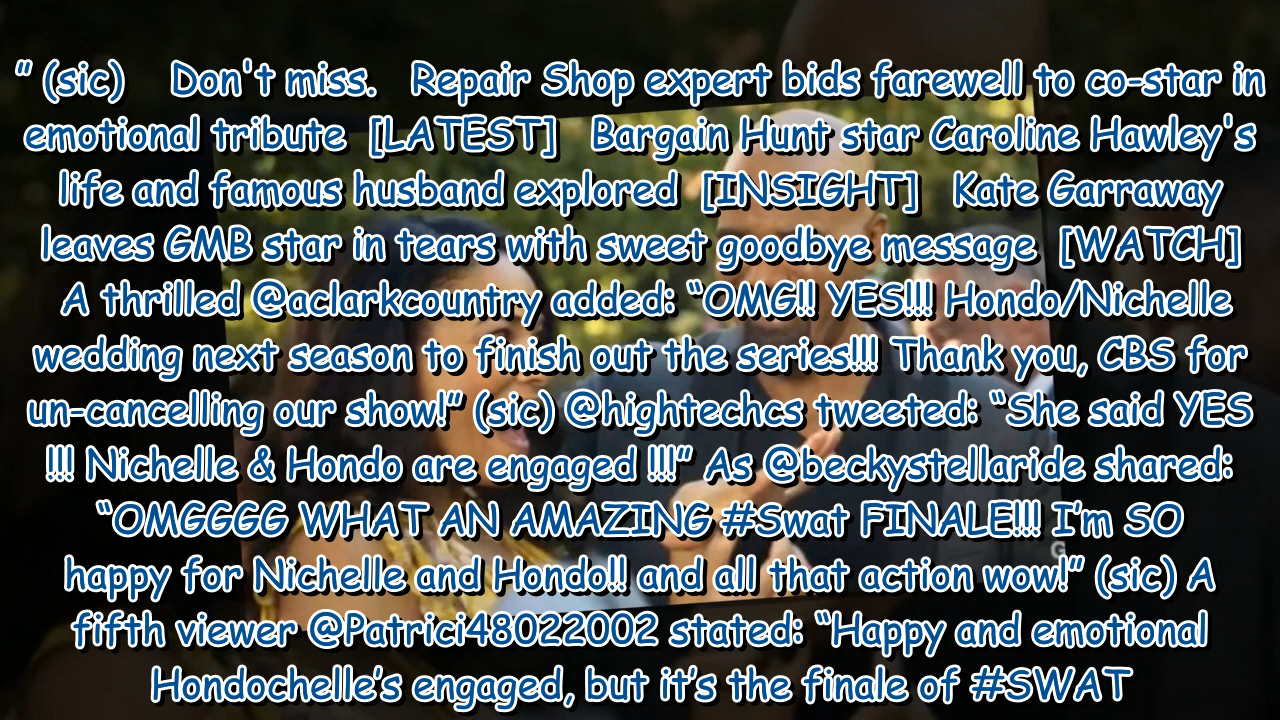 ” (sic)    Don't miss.   Repair Shop expert bids farewell to co-star in
emotional tribute  [LATEST]   Bargain Hunt star Caroline Hawley's
life and famous husband explored  [INSIGHT]   Kate Garraway
leaves GMB star in tears with sweet goodbye message  [WATCH]
A thrilled @aclarkcountry added: “OMG!! YES!!! Hondo/Nichelle
wedding next season to finish out the series!!! Thank you, CBS for
un-cancelling our show!” (sic) @hightechcs tweeted: “She said YES
!!! Nichelle & Hondo are engaged !!!” As @beckystellaride shared:
“OMGGGG WHAT AN AMAZING #Swat FINALE!!! I’m SO
happy for Nichelle and Hondo!! and all that action wow!” (sic) A
fifth viewer @Patrici48022002 stated: “Happy and emotional
Hondochelle’s engaged, but it’s the finale of #SWAT